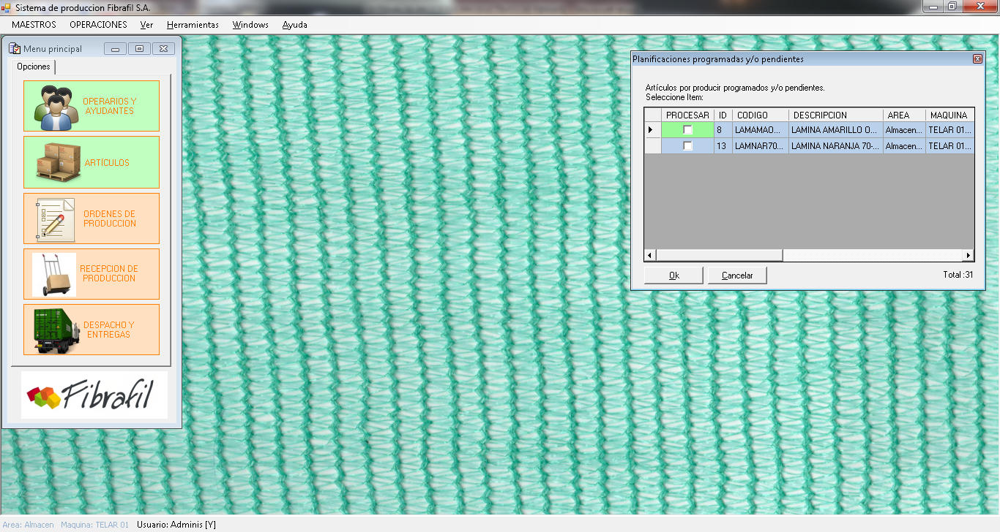 Sistema de produccion Fibrafil S.A.
MAESTROS OPERACIONES Ver Herramientas Windows Ayuda
Menu principal
Opciones
OPERARIOS Y
AYUDANTES
ARTÍCULOS
ORDENES DE
PRODUCCION
RECEPCION DE
PRODUCCION
DESPACHO Y
ENTREGAS
Fibrafil
Planificaciones programadas y/o pendientes
Artículos por producir programados y/o pendientes.
Seleccione Item:
PROCESAR ID CODIGO DESCRIPCION AREA MAQUINA
8 LAMAMAO... LAMINA AMARILLO O... Almacen... TELAR 01...
13 LAMNAR70... LAMINA NARANJA 70-... Almacen... TELAR 01...
Ok Cancelar Total :31
Area: Almacen Maquina: TELAR 01 Usuario: Adminis [Y]